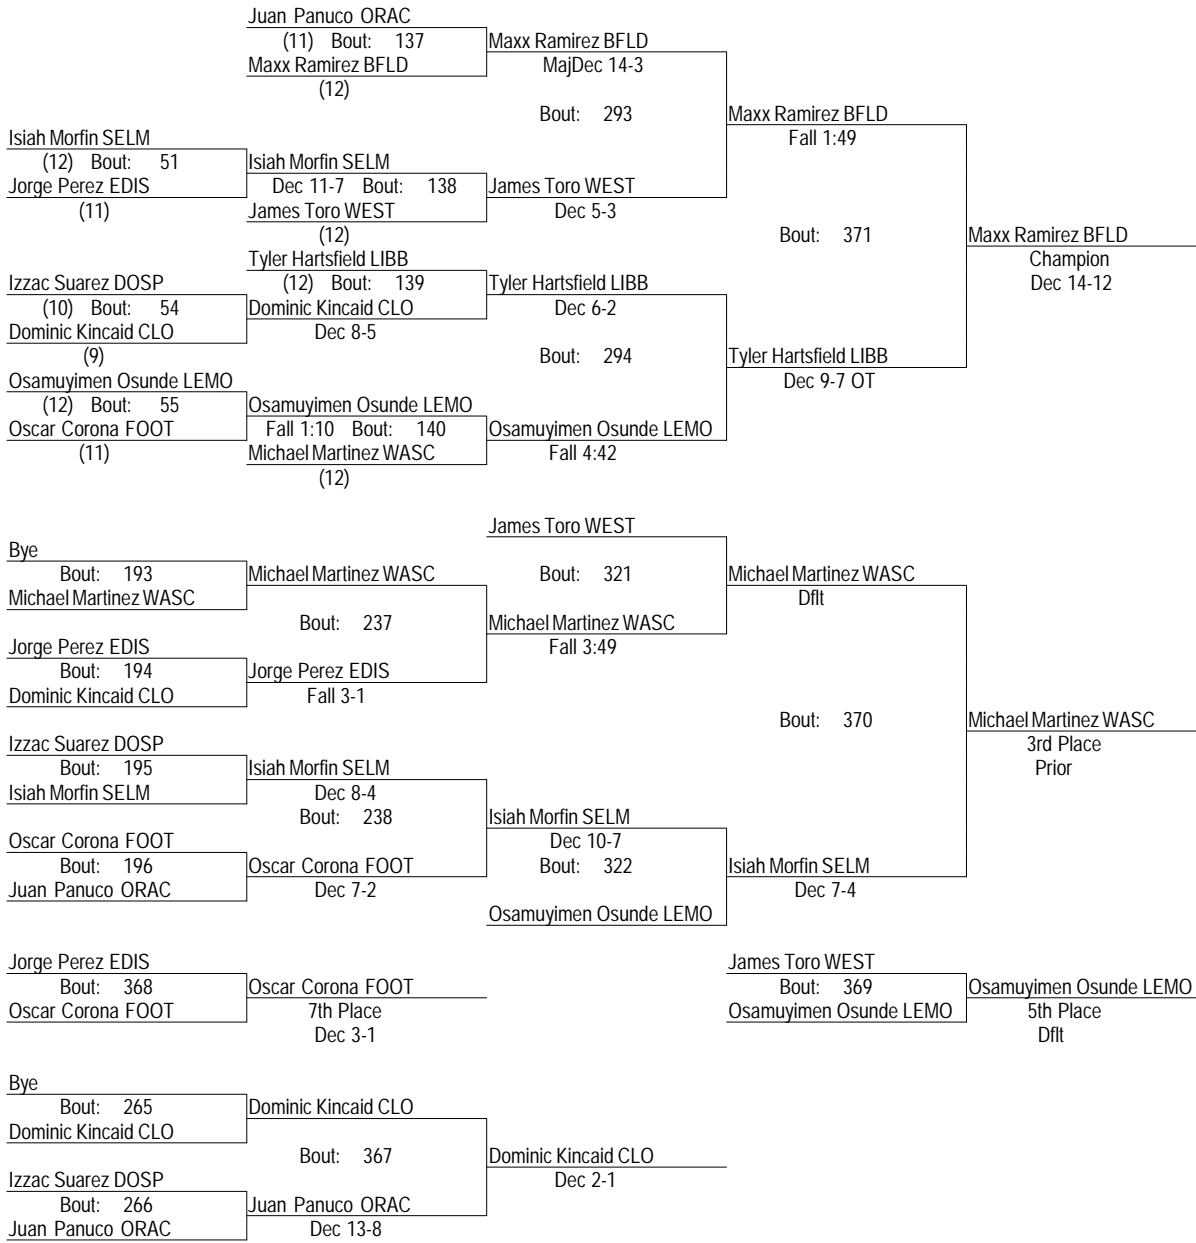 Juan Panuco ORAC
(11) Bout: 137
Maxx Ramirez BFLD
(12)
Maxx Ramirez BFLD
MajDec 14-3
Bout: 293
Maxx Ramirez BFLD
Fall 1:49
Isiah Morfin SELM
(12) Bout: 51
Jorge Perez EDIS
(11)
Isiah Morfin SELM
Dec 11-7 Bout: 138
James Toro WEST
(12)
James Toro WEST
Dec 5-3
Bout: 371
Maxx Ramirez BFLD
Champion
Dec 14-12
Tyler Hartsfield LIBB
(12) Bout: 139
Izzac Suarez DOSP
(10) Bout: 54
Dominic Kincaid CLO
(9)
Dominic Kincaid CLO
Dec 8-5
Tyler Hartsfield LIBB
Dec 6-2
Bout: 294
Tyler Hartsfield LIBB
Dec 9-7 OT
Osamuyimen Osunde LEMO
(12) Bout: 55
Oscar Corona FOOT
(11)
Osamuyimen Osunde LEMO
Fall 1:10 Bout: 140
Michael Martinez WASC
(12)
Osamuyimen Osunde LEMO
Fall 4:42
James Toro WEST
Bye
Bout: 193
Michael Martinez WASC
Michael Martinez WASC
Bout: 321
Michael Martinez WASC
Dflt
Bout: 237
Michael Martinez WASC
Fall 3:49
Jorge Perez EDIS
Bout: 194
Dominic Kincaid CLO
Jorge Perez EDIS
Fall 3-1
Bout: 370
Michael Martinez WASC
3rd Place
Prior
Izzac Suarez DOSP
Bout: 195
Isiah Morfin SELM
Isiah Morfin SELM
Dec 8-4
Bout: 238
Isiah Morfin SELM
Dec 10-7
Bout: 322
Isiah Morfin SELM
Dec 7-4
Oscar Corona FOOT
Bout: 196
Juan Panuco ORAC
Oscar Corona FOOT
Dec 7-2
Osamuyimen Osunde LEMO
Jorge Perez EDIS
Bout: 368
Oscar Corona FOOT
Oscar Corona FOOT
7th Place
Dec 3-1
James Toro WEST
Bout: 369
Osamuyimen Osunde LEMO
Osamuyimen Osunde LEMO
5th Place
Dflt
Bye
Bout: 265
Dominic Kincaid CLO
Dominic Kincaid CLO
Bout: 367
Dominic Kincaid CLO
Dec 2-1
Izzac Suarez DOSP
Bout: 266
Juan Panuco ORAC
Juan Panuco ORAC
Dec 13-8